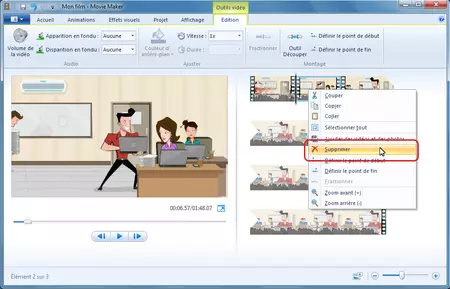 Mon film - Movie Maker
Outils vidéo
Accueil Animations Effets visuels Projet Affichage Edition
Volume de la vidéo
Apparition en fondu : Aucune
Disparition en fondu : Aucune
Audio
Couleur d'arrière-plan
Vitesse : 1x
Durée :
Ajuster
Fractionner
Outil Découper
Définir le point de début
Définir le point de fin
Montage
Couper
Copier
Coller
Sélectionner tout
Ajouter des vidéos et des photos
Supprimer
Définir le point de début
Définir le point de fin
Fractionner
Zoom avant (+)
Zoom arrière (-)
00:06.57/01:48.07
Élément 2 sur 3